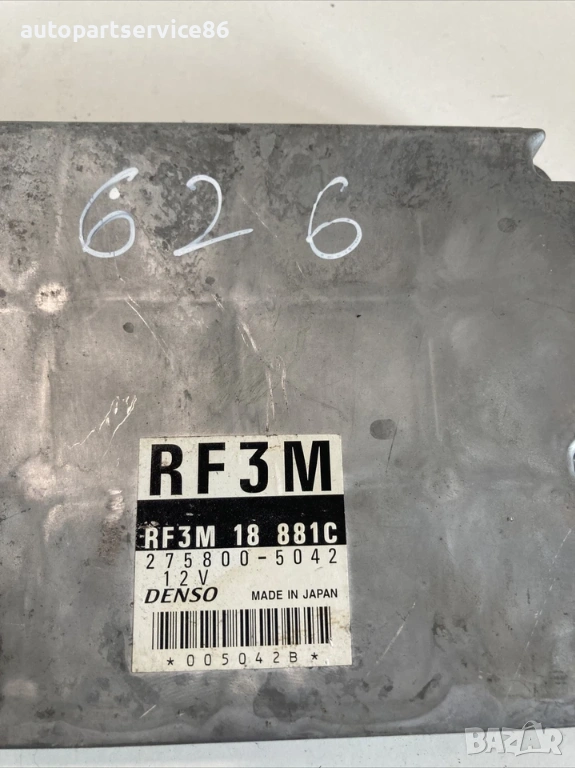 autopartservice86
626
RF3M
RF3M 18 881C
275800-5042
12V
DENSO MADE IN JAPAN
*005042B*
BAZAR